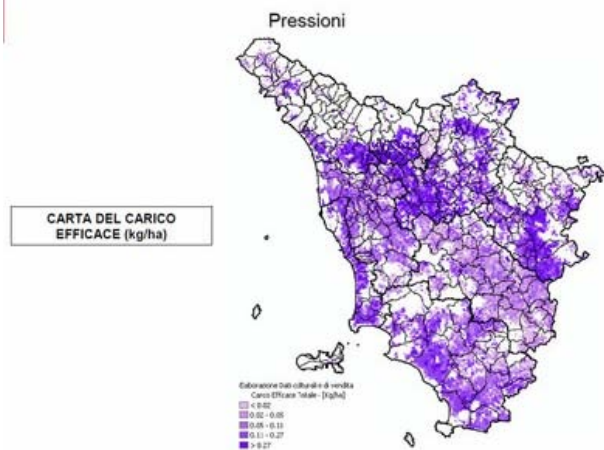 Pressioni
CARTA DEL CARICO
EFFICACE (kg/ha)
Elaborazione Dati colturali e di vendita
Carico Efficace Totale - [Kg/ha]
< 0.02
0.02 - 0.05
0.05 - 0.11
0.11 - 0.27
> 0.27